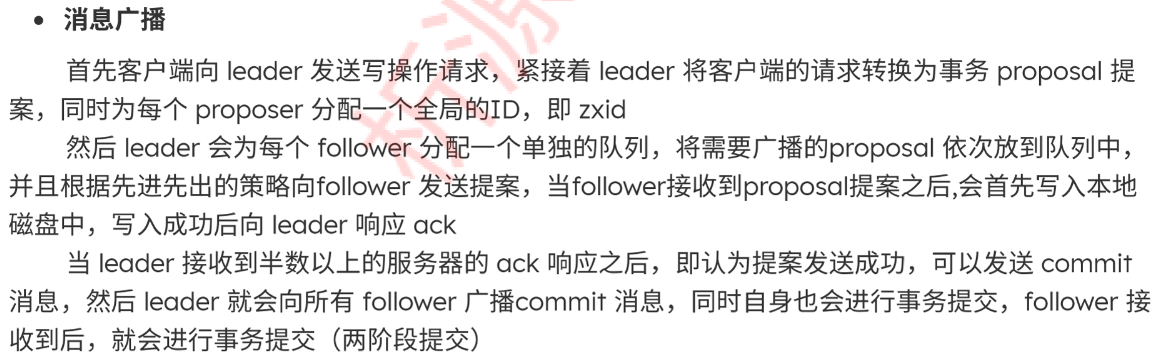 • 消息广播
首先客户端向 leader 发送写操作请求，紧接着 leader 将客户端的请求转换为事务 proposal 提
案，同时为每个 proposer 分配一个全局的ID，即 zxid
然后 leader 会为每个 follower 分配一个单独的队列，将需要广播的proposal 依次放到队列中，
并且根据先进先出的策略向follower 发送提案，当follower接收到proposal提案之后,会首先写入本地
磁盘中，写入成功后向 leader 响应 ack
当 leader 接收到半数以上的服务器的 ack 响应之后，即认为提案发送成功，可以发送 commit
消息，然后 leader 就会向所有 follower 广播commit 消息，同时自身也会进行事务提交，follower 接
收到后，就会进行事务提交（两阶段提交）
析源